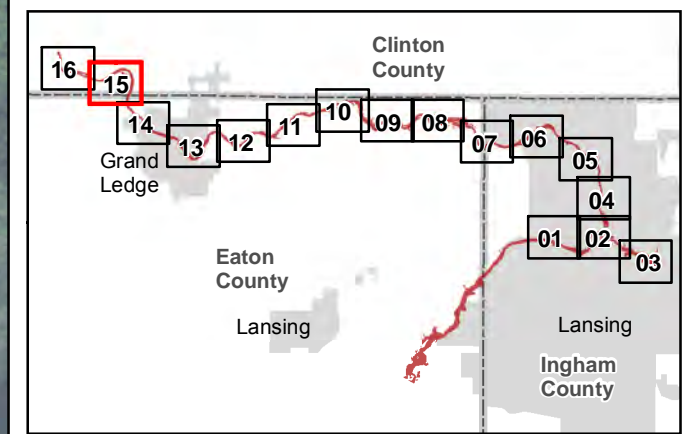 Clinton
County
16
15
14
13
12
11
10
09
08
07
06
05
04
01
02
03
Grand
Ledge
Eaton
County
Lansing
Lansing
Ingham
County